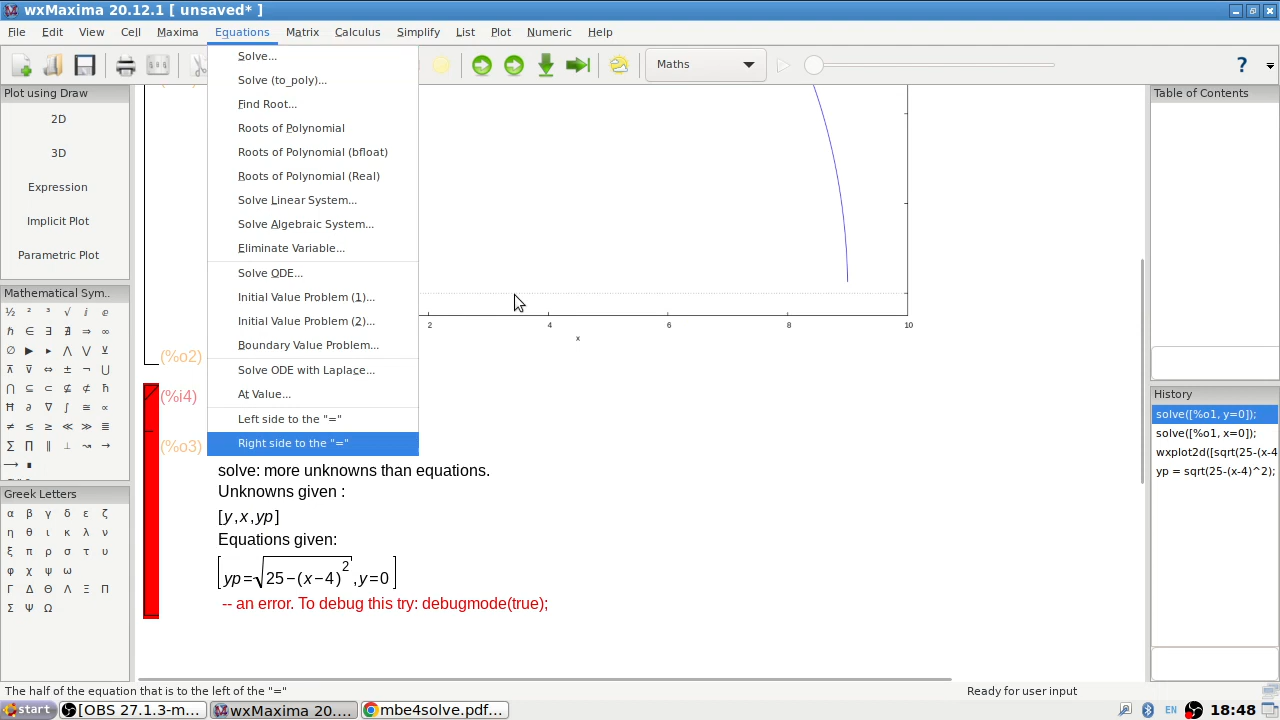 wxMaxima 20.12.1 [ unsaved* ]
File Edit View Cell Maxima Equations Matrix Calculus Simplify List Plot Numeric Help
Maths
?
Plot using Draw
2D
3D
Expression
Implicit Plot
Parametric Plot
Mathematical Sym..
½ ² ³ √ ⅈ ⅇ
ℏ ∈ ∃ ∄ ⇒ ∞
∅ ▶ ▸ ⋀ ⋁ ⊻
⊼ ⊽ ⇔ ± ¬ ⋃
⋂ ⊆ ⊂ ⊈ ⊄ ħ
Ħ ∂ ∇ ∫ ≅ ∝
≠ ≤ ≥ ≪ ≫ ≣
∑ ∏ ∥ ⊥ ↝ →
⟶ ∎
Greek Letters
α β γ δ ε ζ
η θ ι κ λ ν
ξ π ρ σ τ υ
φ χ ψ ω
Γ Δ Θ Λ Ξ Π
Σ Ψ Ω
Solve...
Solve (to_poly)...
Find Root...
Roots of Polynomial
Roots of Polynomial (bfloat)
Roots of Polynomial (Real)
Solve Linear System...
Solve Algebraic System...
Eliminate Variable...
Solve ODE...
Initial Value Problem (1)...
Initial Value Problem (2)...
Boundary Value Problem...
Solve ODE with Laplace...
At Value...
Left side to the "="
Right side to the "="
2 4 6 8 10
x
(%o2)
(%i4)
(%o3)
solve: more unknowns than equations.
Unknowns given :
[y,x,yp]
Equations given:
[yp=√25−(x−4)²,y=0]
-- an error. To debug this try: debugmode(true);
Table of Contents
History
solve([%o1, y=0]);
solve([%o1, x=0]);
wxplot2d([sqrt(25-(x-4
yp = sqrt(25-(x-4)^2);
The half of the equation that is to the left of the "="
Ready for user input
start
[OBS 27.1.3-m...
wxMaxima 20....
mbe4solve.pdf...
EN
18:48